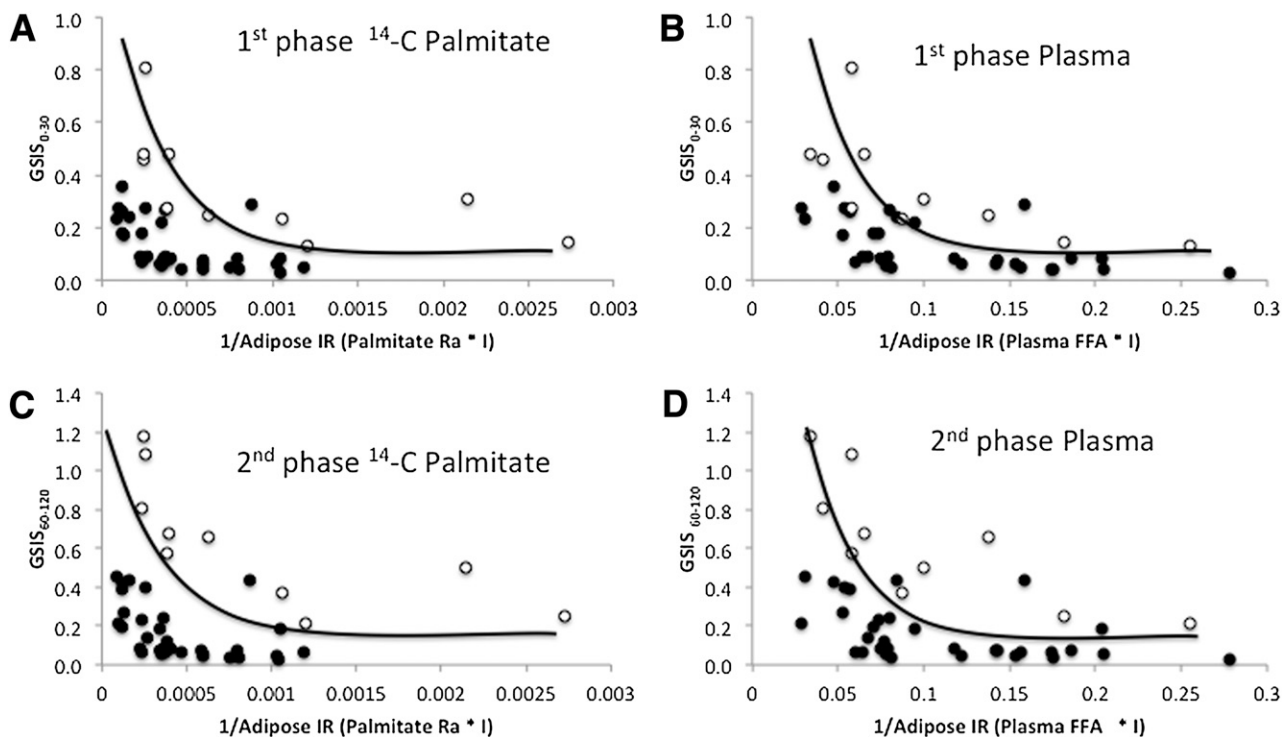 A
1st phase 14-C Palmitate
GSIS0-30
1.0
0.8
0.6
0.4
0.2
0.0
0 0.0005 0.001 0.0015 0.002 0.0025 0.003
1/Adipose IR (Palmitate Ra * I)
B
1st phase Plasma
GSIS0-30
1.0
0.8
0.6
0.4
0.2
0.0
0 0.05 0.1 0.15 0.2 0.25 0.3
1/Adipose IR (Plasma FFA * I)
C
2nd phase 14-C Palmitate
GSIS60-120
1.4
1.2
1.0
0.8
0.6
0.4
0.2
0.0
0 0.0005 0.001 0.0015 0.002 0.0025 0.003
1/Adipose IR (Palmitate Ra * I)
D
2nd phase Plasma
GSIS 60-120
1.4
1.2
1.0
0.8
0.6
0.4
0.2
0.0
0 0.05 0.1 0.15 0.2 0.25 0.3
1/Adipose IR (Plasma FFA * I)